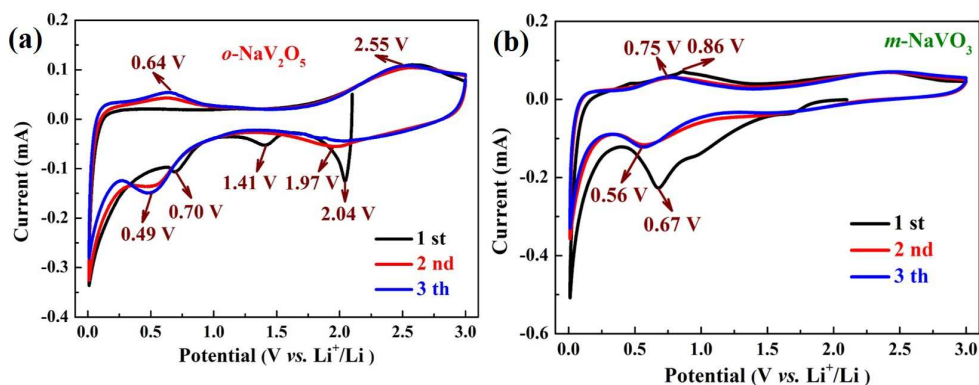 (a)
o-NaV₂O₅
0.64 V
2.55 V
1.41 V
1.97 V
2.04 V
0.70 V
0.49 V
1 st
2 nd
3 th
0.2
0.1
0.0
-0.1
-0.2
-0.3
-0.4
Current (mA)
0.0 0.5 1.0 1.5 2.0 2.5 3.0
Potential (V vs. Li⁺/Li )
(b)
m-NaVO₃
0.75 V
0.86 V
0.56 V
0.67 V
1 st
2 nd
3 th
0.2
0.0
-0.2
-0.4
-0.6
Current (mA)
0.0 0.5 1.0 1.5 2.0 2.5 3.0
Potential (V vs. Li⁺/Li)